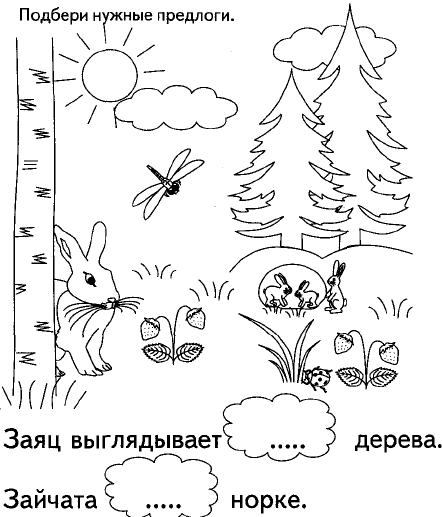 Подбери нужные предлоги.
Заяц выглядывает ..... дерева.
Зайчата ..... норке.